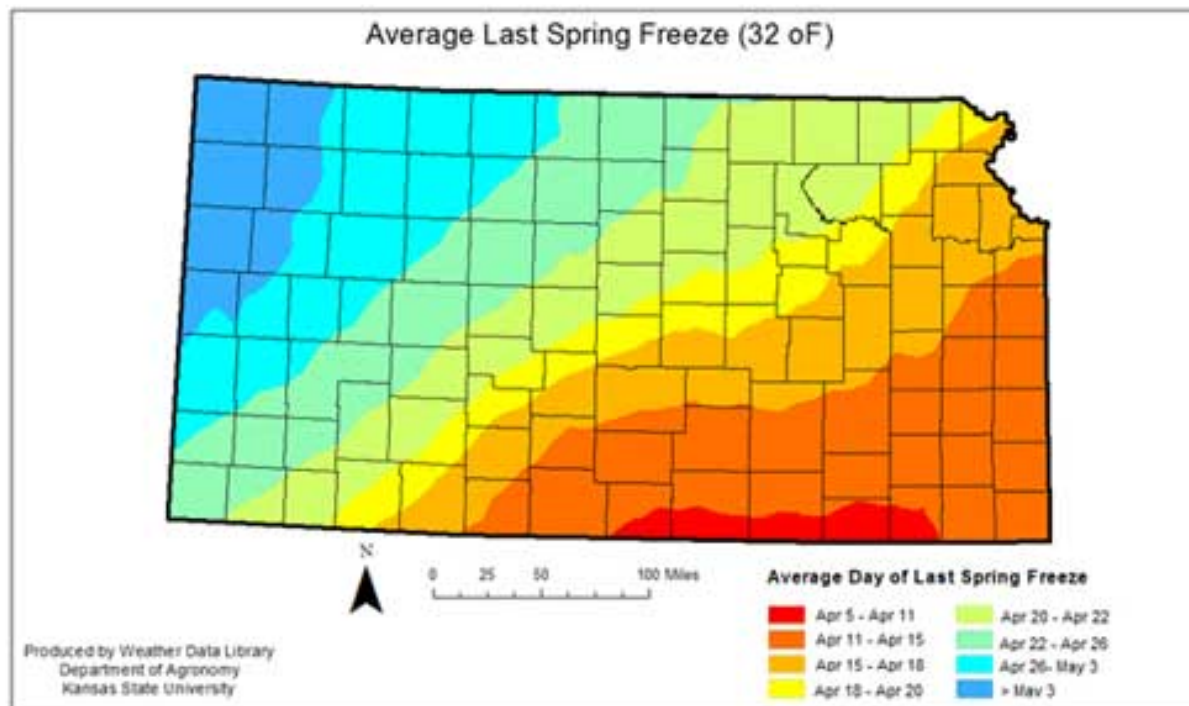 Average Last Spring Freeze (32 oF)
N
0 25 50 100 Miles
Average Day of Last Spring Freeze
Apr 5 - Apr 11
Apr 11 - Apr 15
Apr 15 - Apr 18
Apr 18 - Apr 20
Apr 20 - Apr 22
Apr 22 - Apr 26
Apr 26- May 3
> May 3
Produced by Weather Data Library
Department of Agronomy
Kansas State University